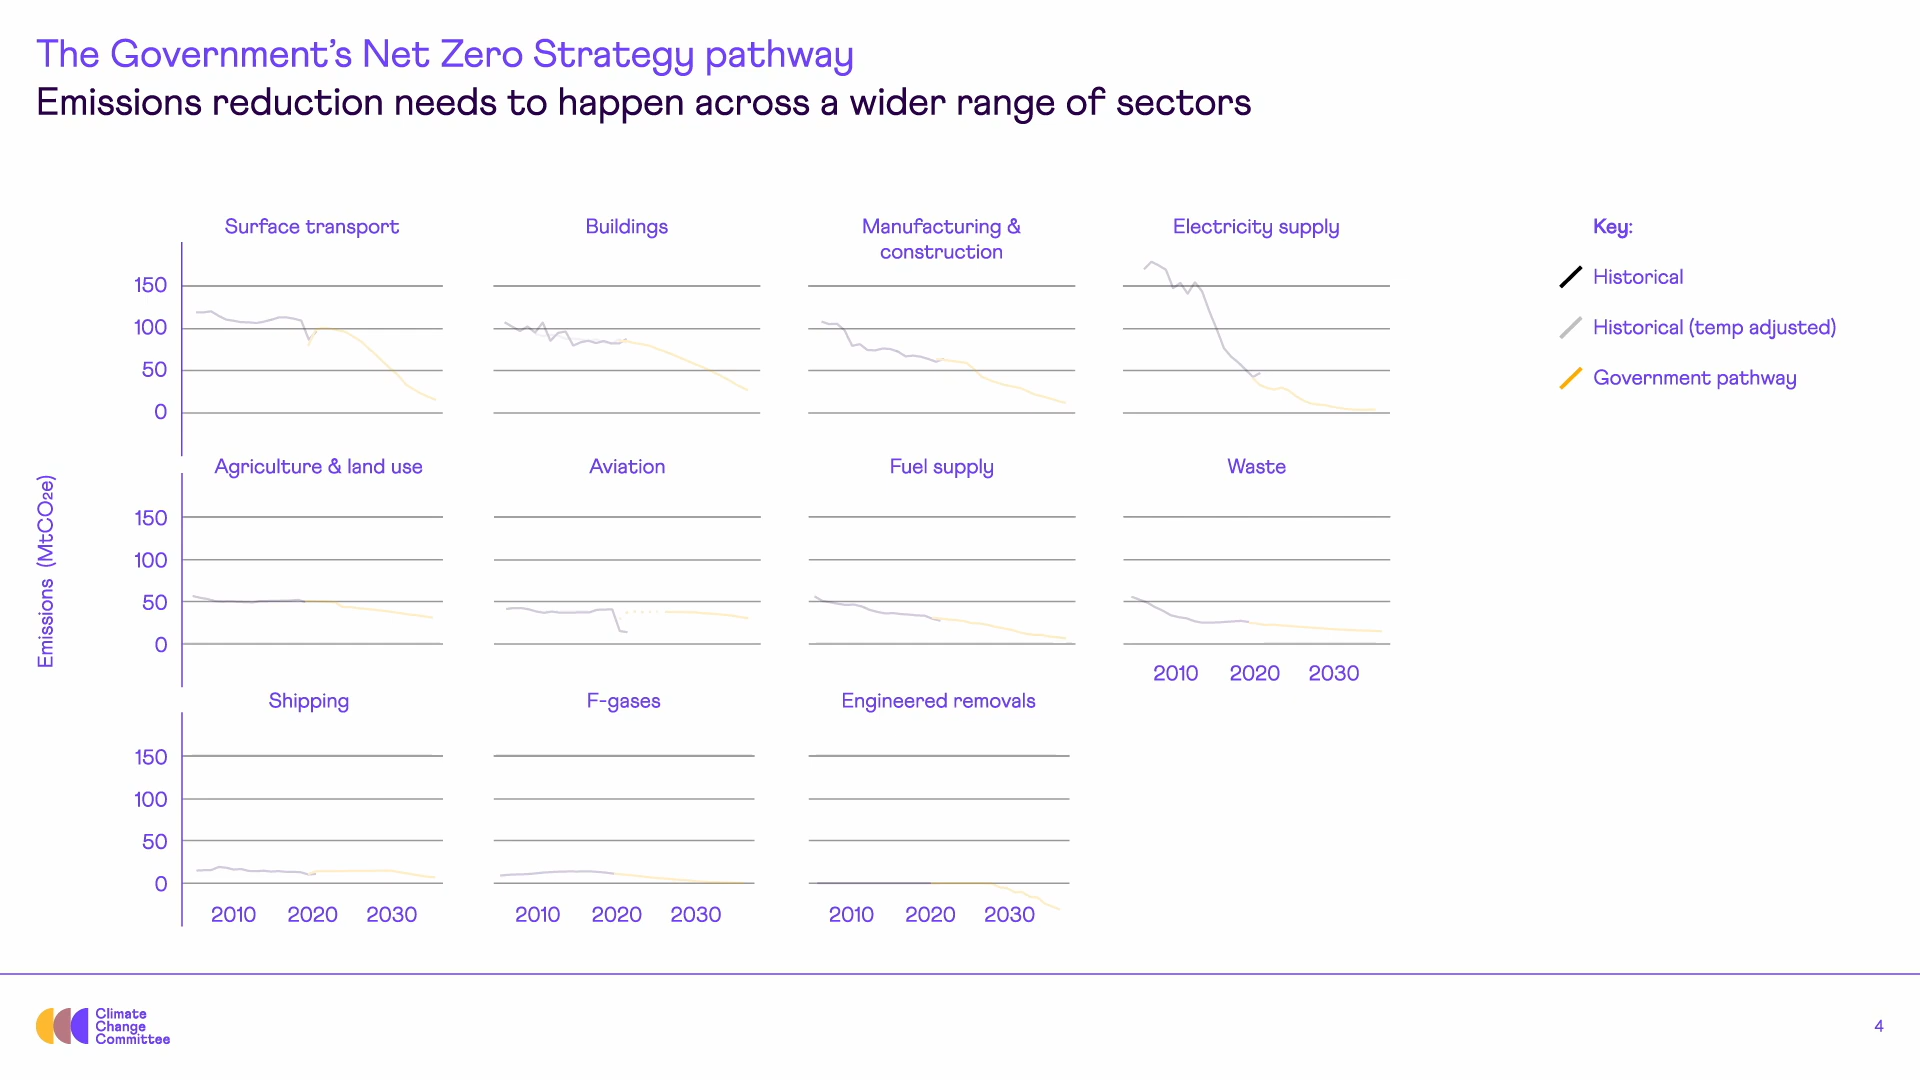 The Government's Net Zero Strategy pathway
Emissions reduction needs to happen across a wider range of sectors
Surface transport
Buildings
Manufacturing &
construction
Electricity supply
Key:
Historical
Historical (temp adjusted)
Government pathway
150
100
50
0
Emissions (MtCO2e)
Agriculture & land use
Aviation
Fuel supply
Waste
150
100
50
0
2010 2020 2030
Shipping
F-gases
Engineered removals
150
100
50
0
2010 2020 2030
2010 2020 2030
2010 2020 2030
Climate
Change
Committee
4